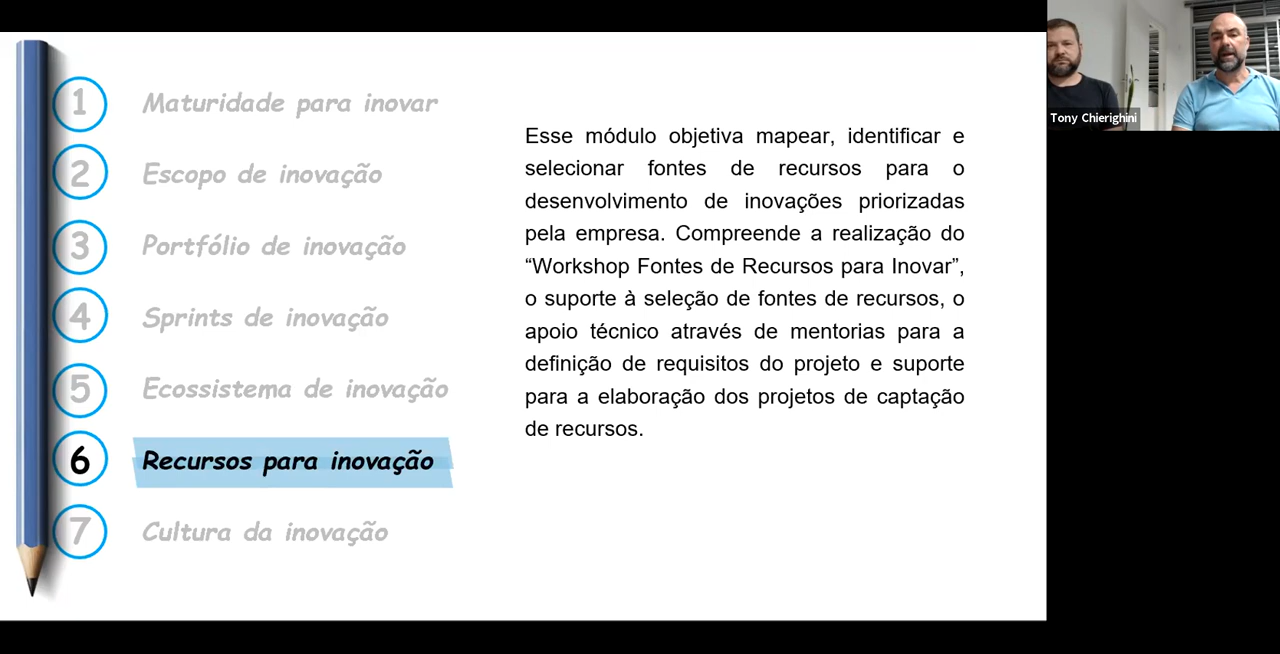 1 Maturidade para inovar
2 Escopo de inovação
3 Portfólio de inovação
4 Sprints de inovação
5 Ecossistema de inovação
6 Recursos para inovação
7 Cultura da inovação
Esse módulo objetiva mapear, identificar e
selecionar fontes de recursos para o
desenvolvimento de inovações priorizadas
pela empresa. Compreende a realização do
“Workshop Fontes de Recursos para Inovar”,
o suporte à seleção de fontes de recursos, o
apoio técnico através de mentorias para a
definição de requisitos do projeto e suporte
para a elaboração dos projetos de captação
de recursos.
Tony Chierighini